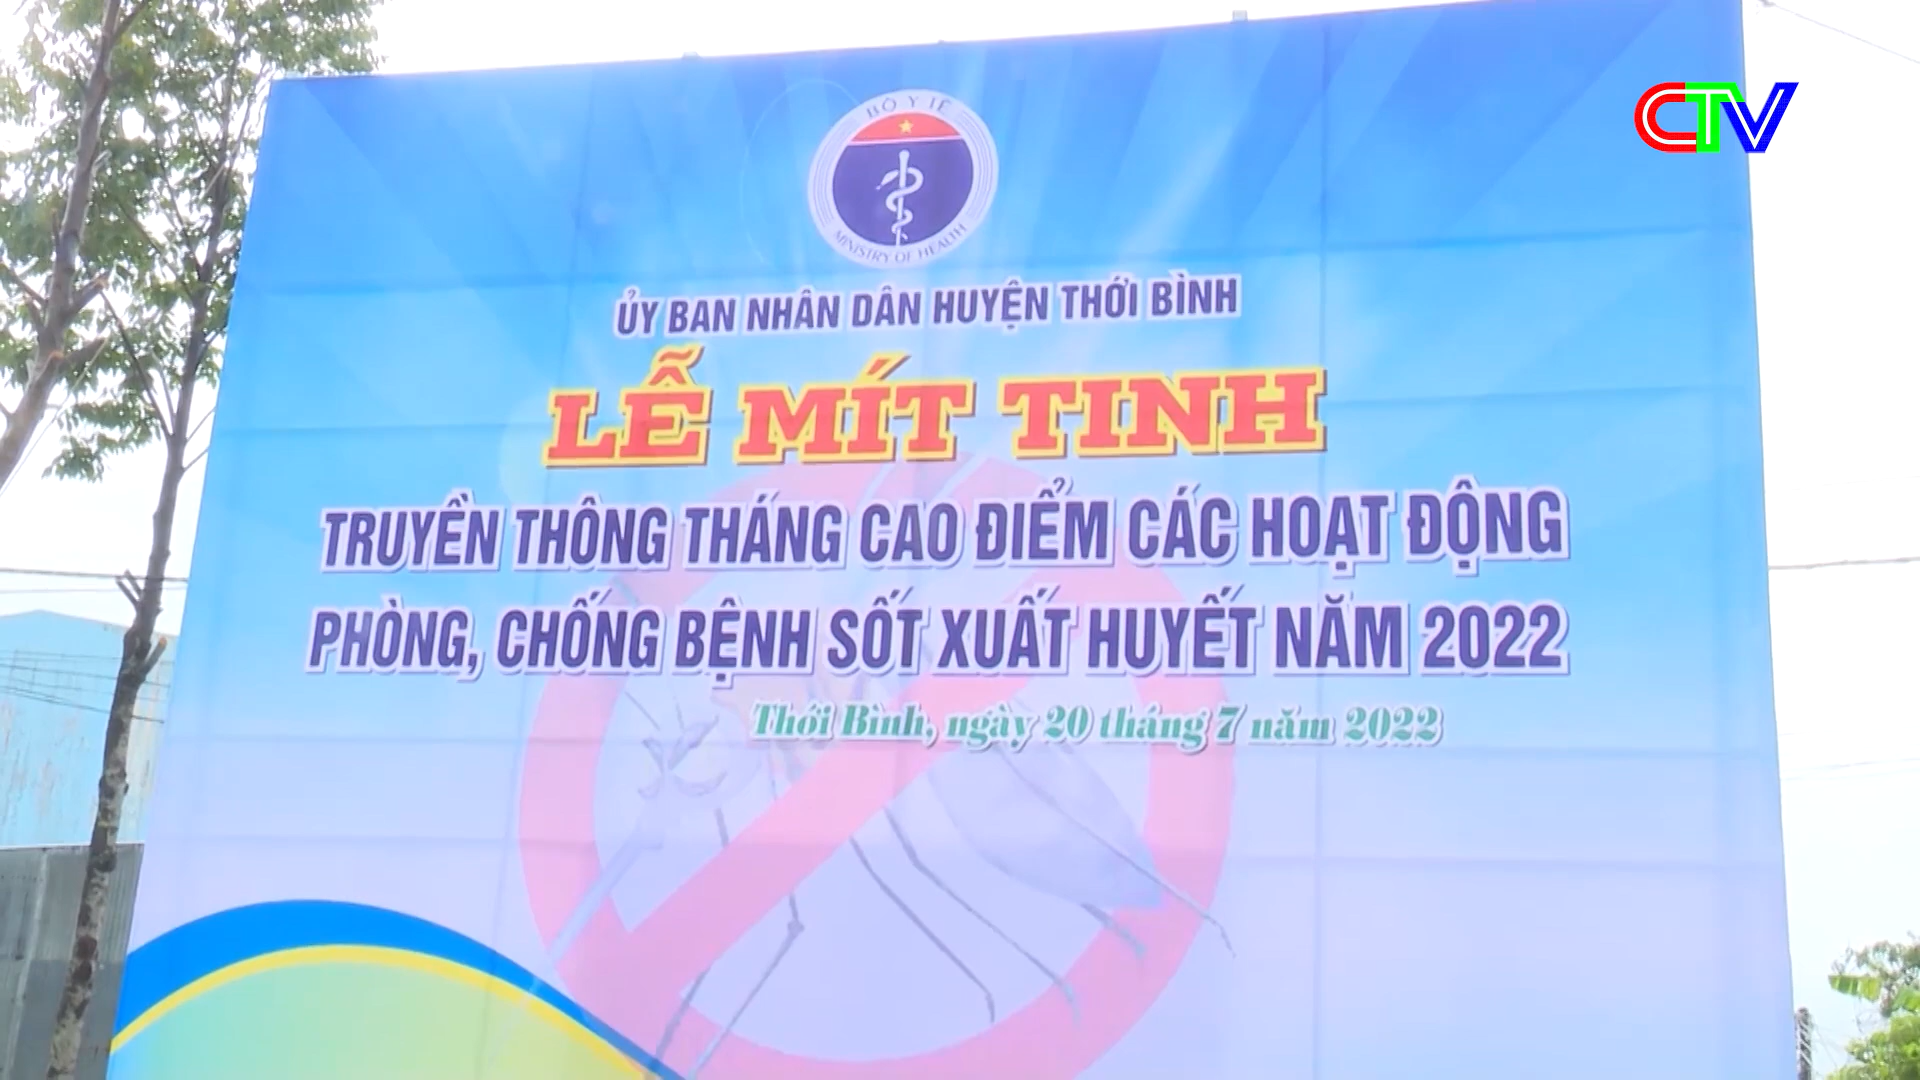 CTV
BỘ Y TẾ
MINISTRY OF HEALTH
ỦY BAN NHÂN DÂN HUYỆN THỚI BÌNH
LỄ MÍT TINH
TRUYỀN THÔNG THÁNG CAO ĐIỂM CÁC HOẠT ĐỘNG
PHÒNG, CHỐNG BỆNH SỐT XUẤT HUYẾT NĂM 2022
Thới Bình, ngày 20 tháng 7 năm 2022